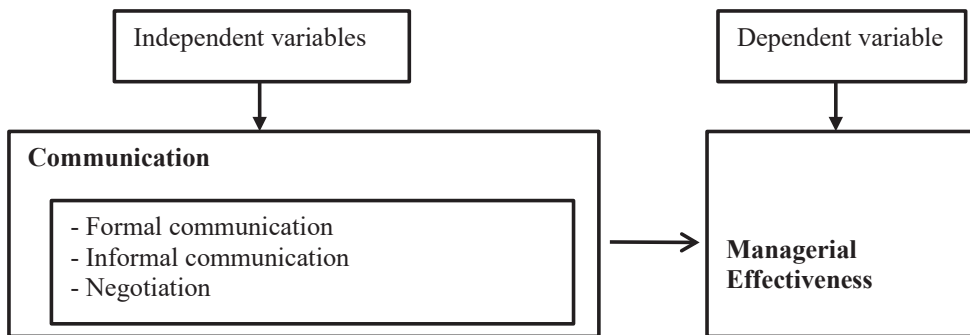 Independent variables
Dependent variable
Communication
- Formal communication
- Informal communication
- Negotiation
Managerial
Effectiveness